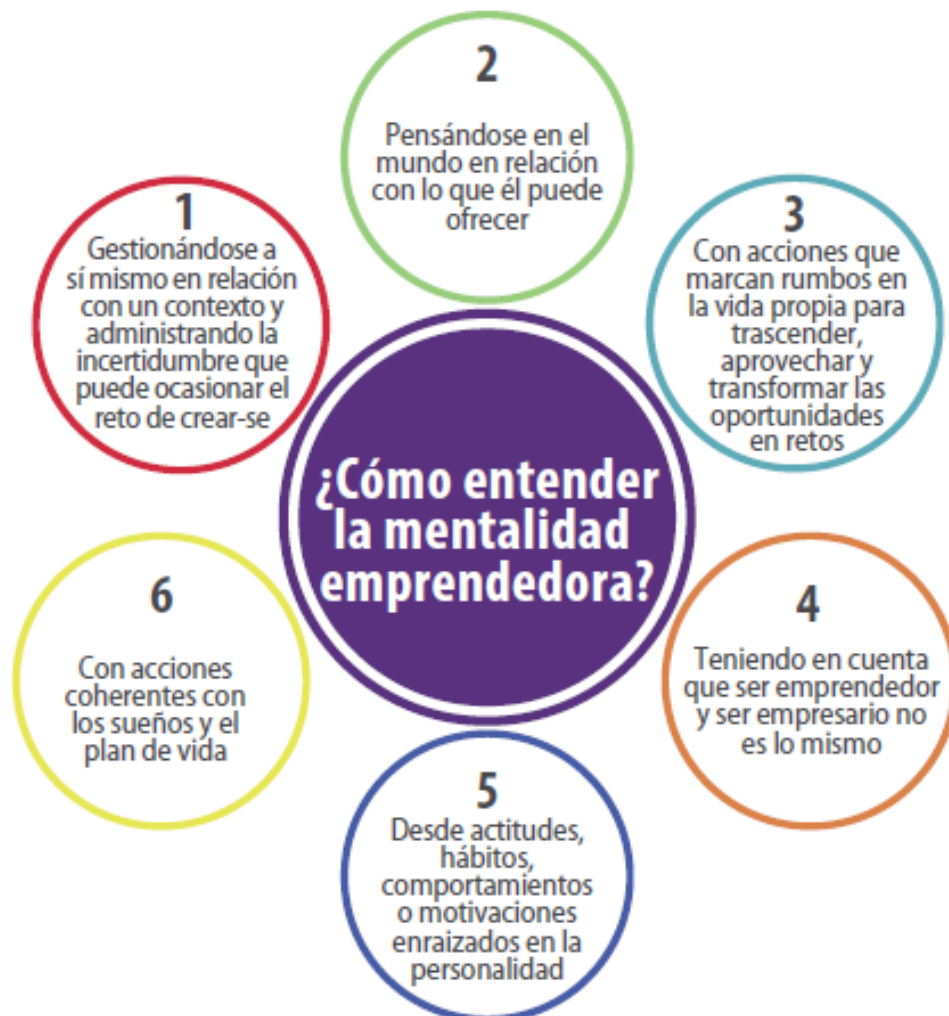 ¿Cómo entender
la mentalidad
emprendedora?
1
Gestionándose a
sí mismo en relación
con un contexto y
administrando la
incertidumbre que
puede ocasionar el
reto de crear-se
2
Pensándose en el
mundo en relación
con lo que él puede
ofrecer
3
Con acciones que
marcan rumbos en
la vida propia para
trascender,
aprovechar y
transformar las
oportunidades
en retos
4
Teniendo en cuenta
que ser emprendedor
y ser empresario no
es lo mismo
5
Desde actitudes,
hábitos,
comportamientos
o motivaciones
enraizados en la
personalidad
6
Con acciones
coherentes con
los sueños y el
plan de vida